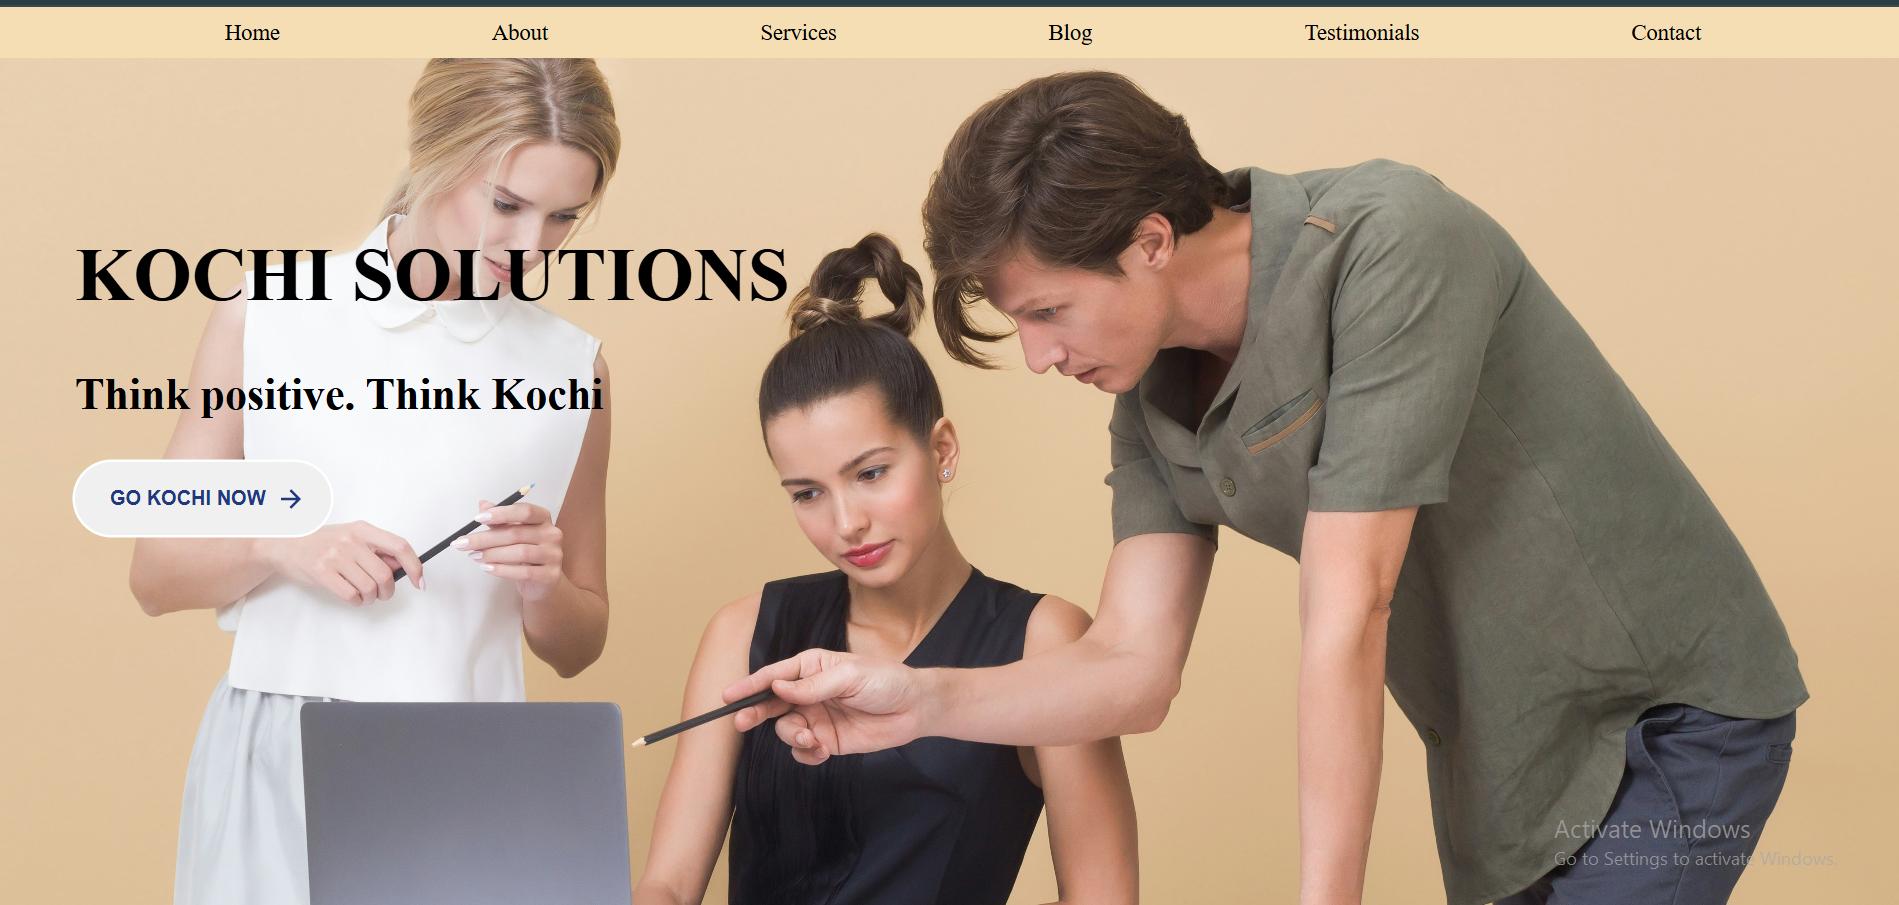 Home About Services Blog Testimonials Contact
KOCHI SOLUTIONS
Think positive. Think Kochi
GO KOCHI NOW
Activate Windows
Go to Settings to activate Windows.